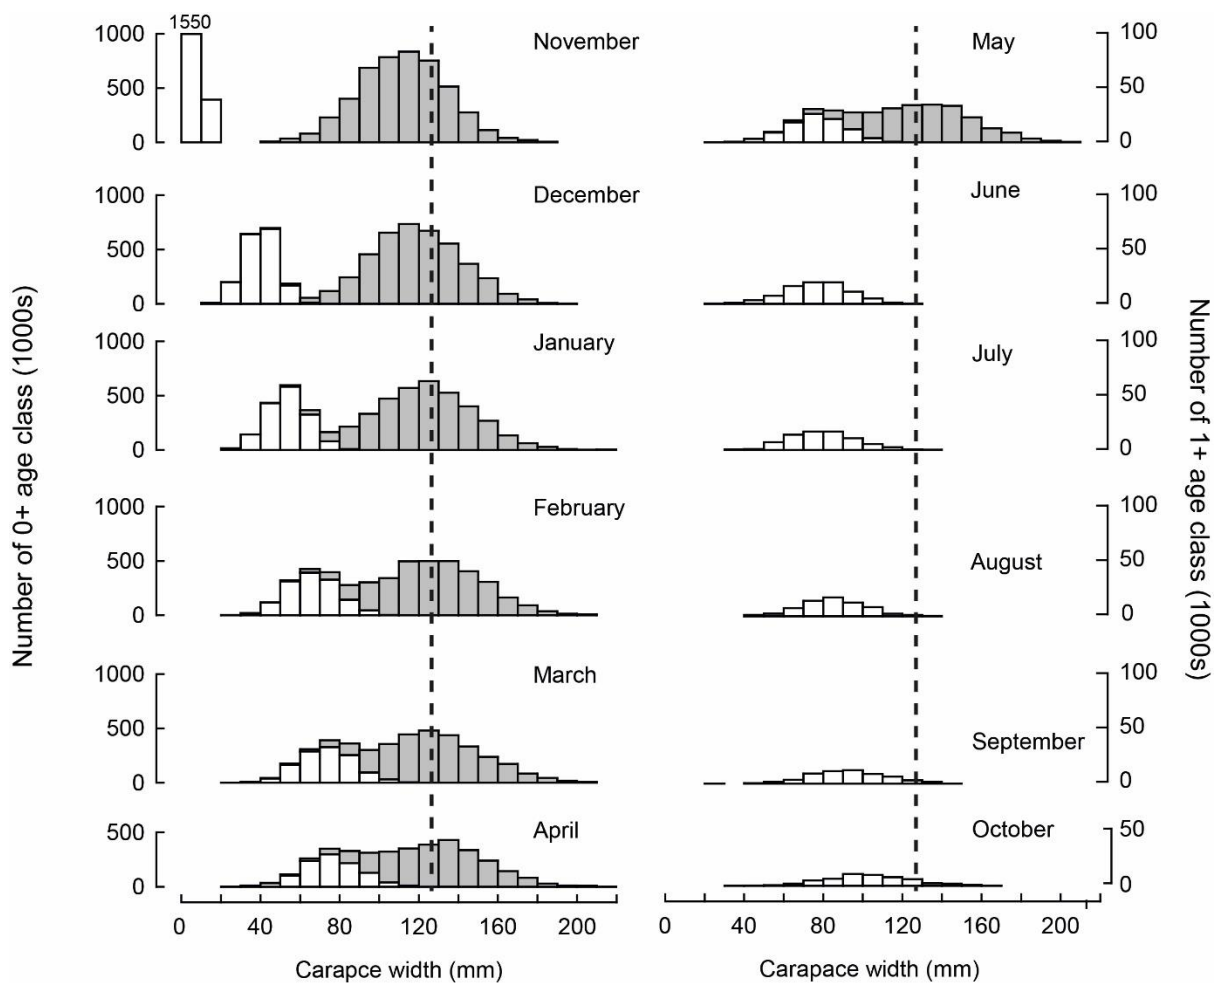 1550
1000
500
0
November
1000
500
0
December
1000
500
0
January
1000
500
0
February
1000
500
0
March
500
0
April
0 40 80 120 160 200
Carapce width (mm)
Number of 0+ age class (1000s)
May
100
50
0
June
100
50
0
July
100
50
0
August
100
50
0
September
100
50
0
October
50
0
0 40 80 120 160 200
Carapace width (mm)
Number of 1+ age class (1000s)